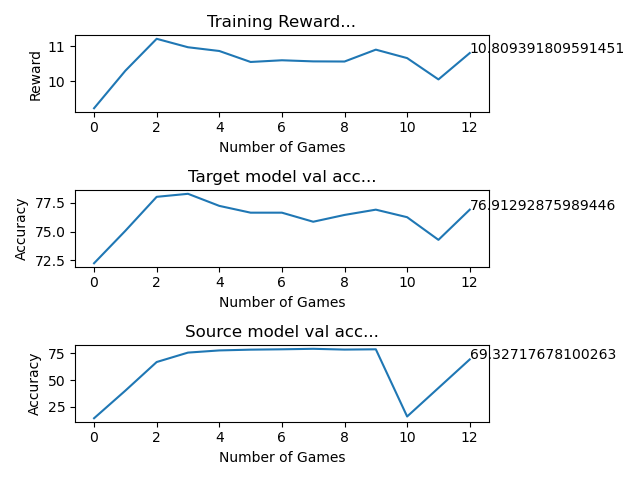 Training Reward...
11
10
Reward
10.809391809591451
0 2 4 6 8 10 12
Number of Games
Target model val acc...
77.5
75.0
72.5
Accuracy
76.91292875989446
0 2 4 6 8 10 12
Number of Games
Source model val acc...
75
50
25
Accuracy
69.32717678100263
0 2 4 6 8 10 12
Number of Games